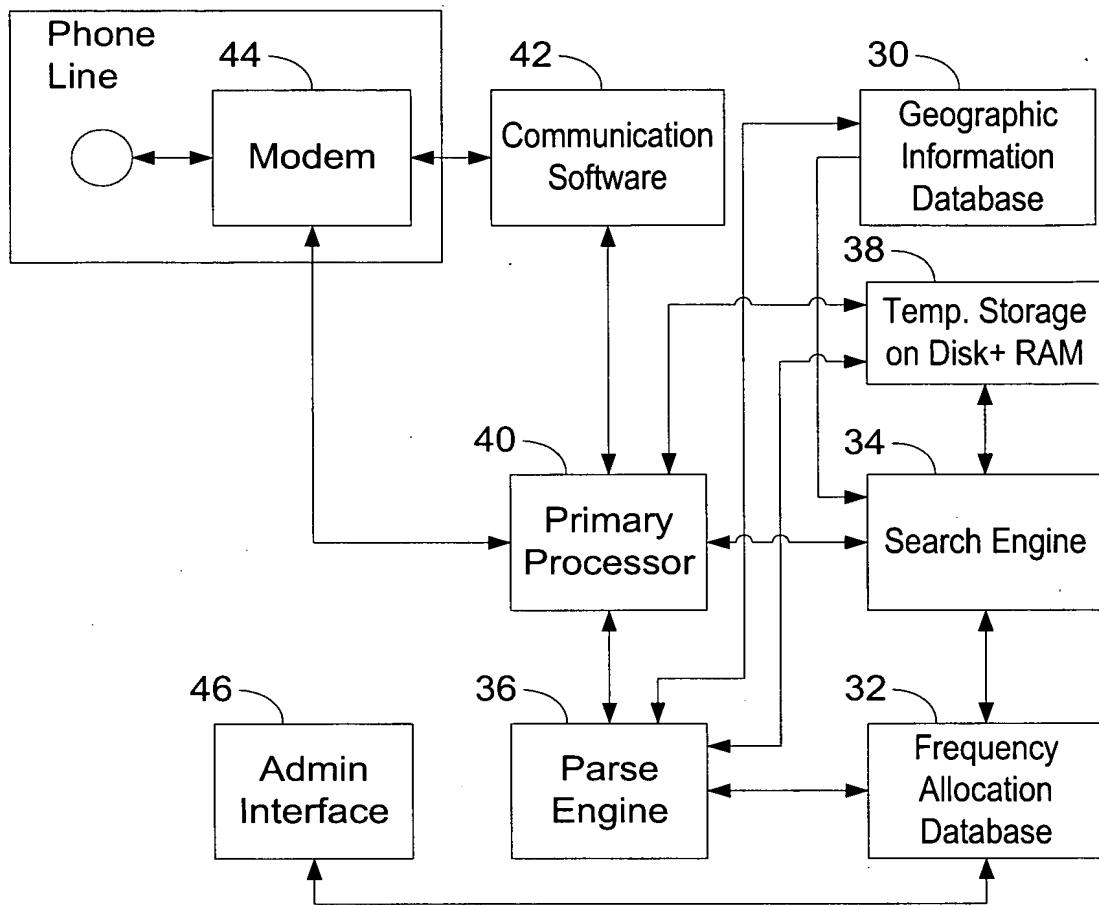 Phone
Line
44
Modem
42
Communication
Software
30
Geographic
Information
Database
38
Temp. Storage
on Disk+ RAM
40
Primary
Processor
34
Search Engine
46
Admin
Interface
36
Parse
Engine
32
Frequency
Allocation
Database